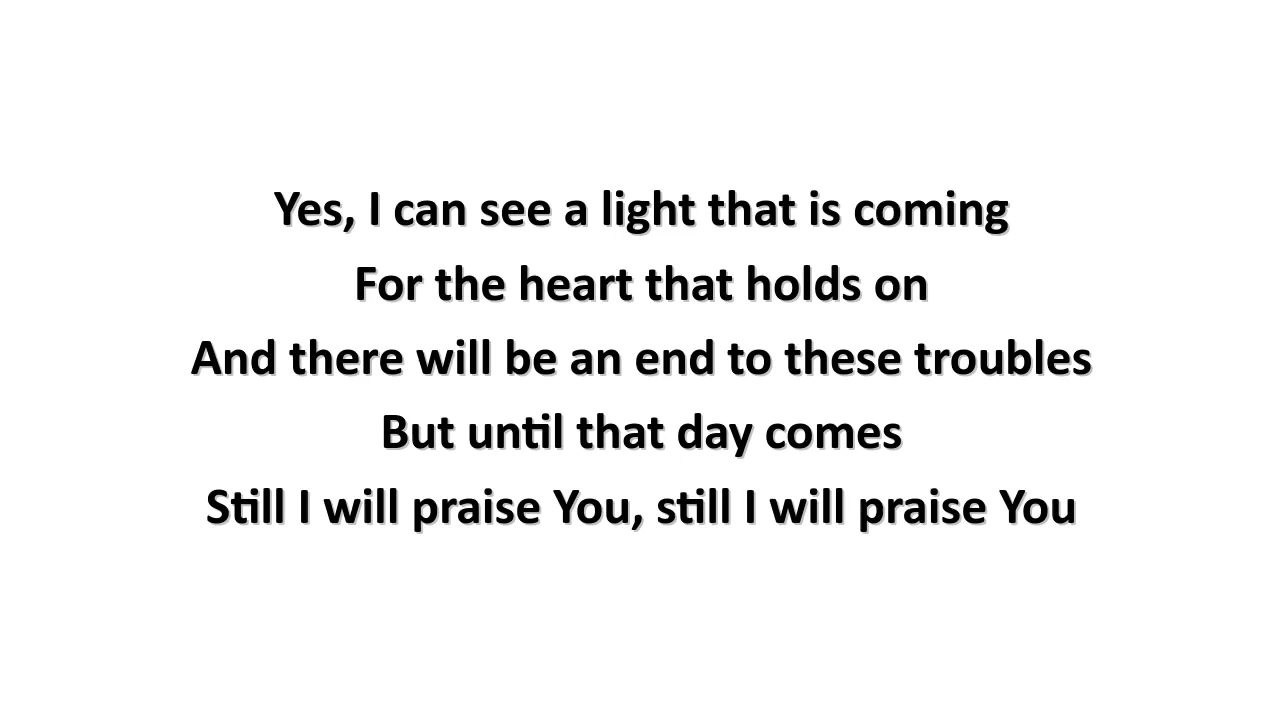 Yes, I can see a light that is coming
For the heart that holds on
And there will be an end to these troubles
But until that day comes
Still I will praise You, still I will praise You